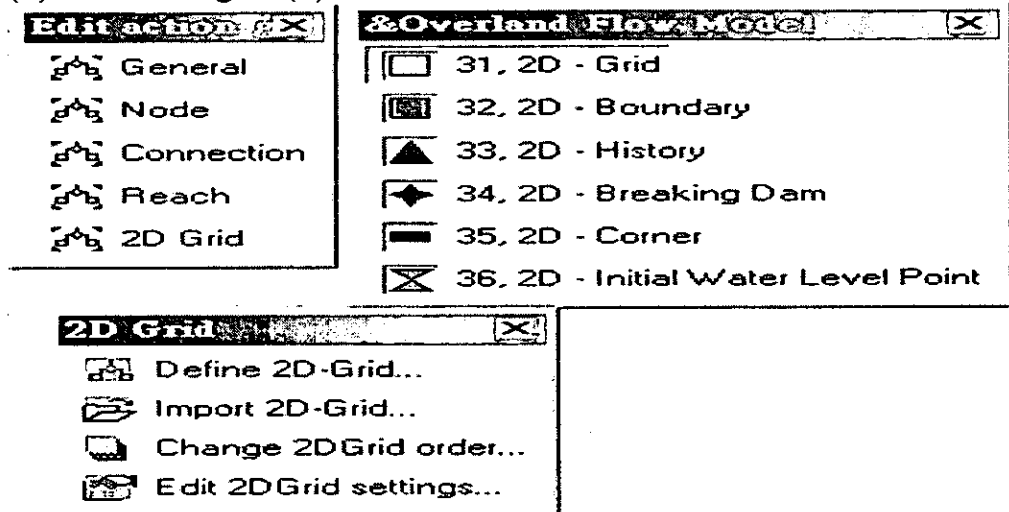 Edit action
General
Node
Connection
Reach
2D Grid
&Overland Flow Model
31, 2D - Grid
32, 2D - Boundary
33, 2D - History
34, 2D - Breaking Dam
35, 2D - Corner
36, 2D - Initial Water Level Point
2D Grid
Define 2D-Grid...
Import 2D-Grid...
Change 2DGrid order...
Edit 2DGrid settings...